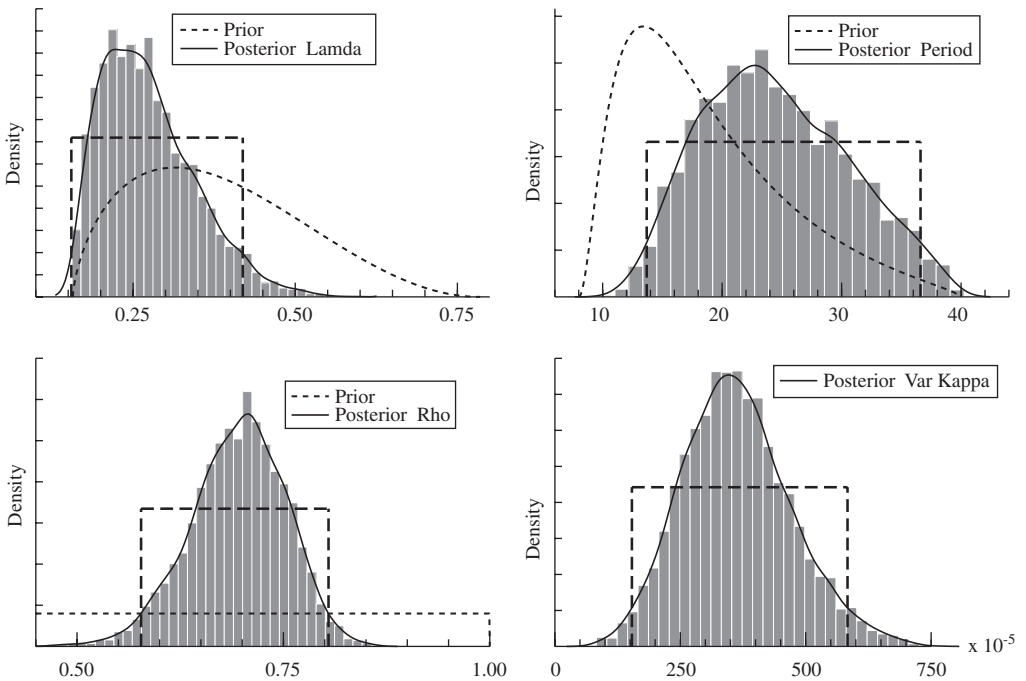 Prior
Posterior Lamda
Density
0.25 0.50 0.75
Prior
Posterior Period
Density
10 20 30 40
Prior
Posterior Rho
Density
0.50 0.75 1.00
Posterior Var Kappa
Density
0 250 500 750 x 10⁻⁵